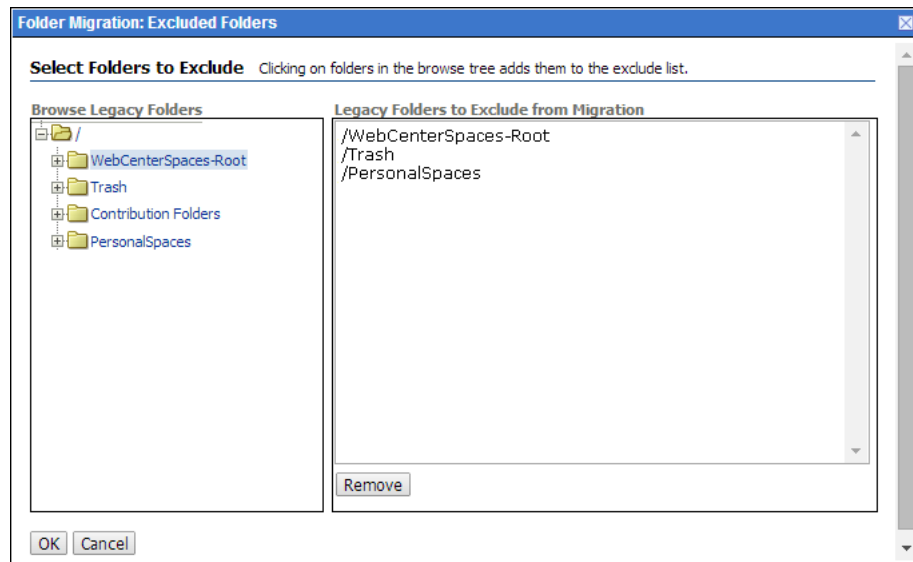 Folder Migration: Excluded Folders
Select Folders to Exclude Clicking on folders in the browse tree adds them to the exclude list.
Browse Legacy Folders
/
WebCenterSpaces-Root
Trash
Contribution Folders
PersonalSpaces
Legacy Folders to Exclude from Migration
/WebCenterSpaces-Root
/Trash
/PersonalSpaces
Remove
OK Cancel